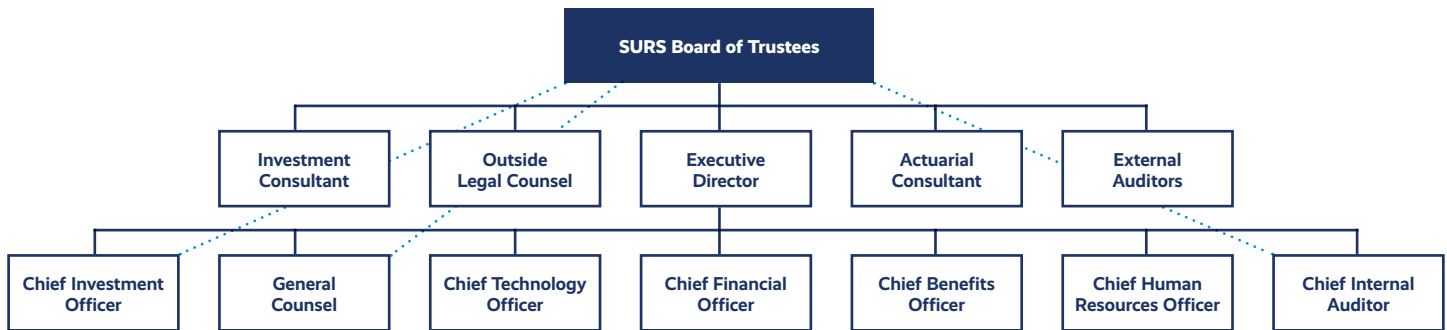 SURS Board of Trustees
Investment
Consultant
Outside
Legal Counsel
Executive
Director
Actuarial
Consultant
External
Auditors
Chief Investment
Officer
General
Counsel
Chief Technology
Officer
Chief Financial
Officer
Chief Benefits
Officer
Chief Human
Resources Officer
Chief Internal
Auditor